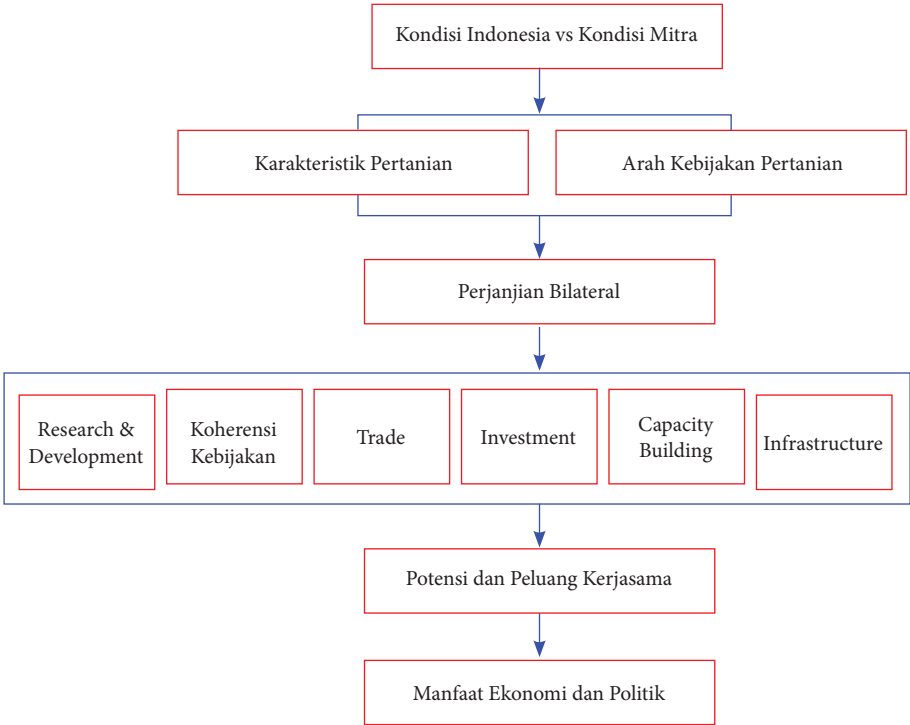 Kondisi Indonesia vs Kondisi Mitra
Karakteristik Pertanian
Arah Kebijakan Pertanian
Perjanjian Bilateral
Research &
Development
Koherensi
Kebijakan
Trade
Investment
Capacity
Building
Infrastructure
Potensi dan Peluang Kerjasama
Manfaat Ekonomi dan Politik